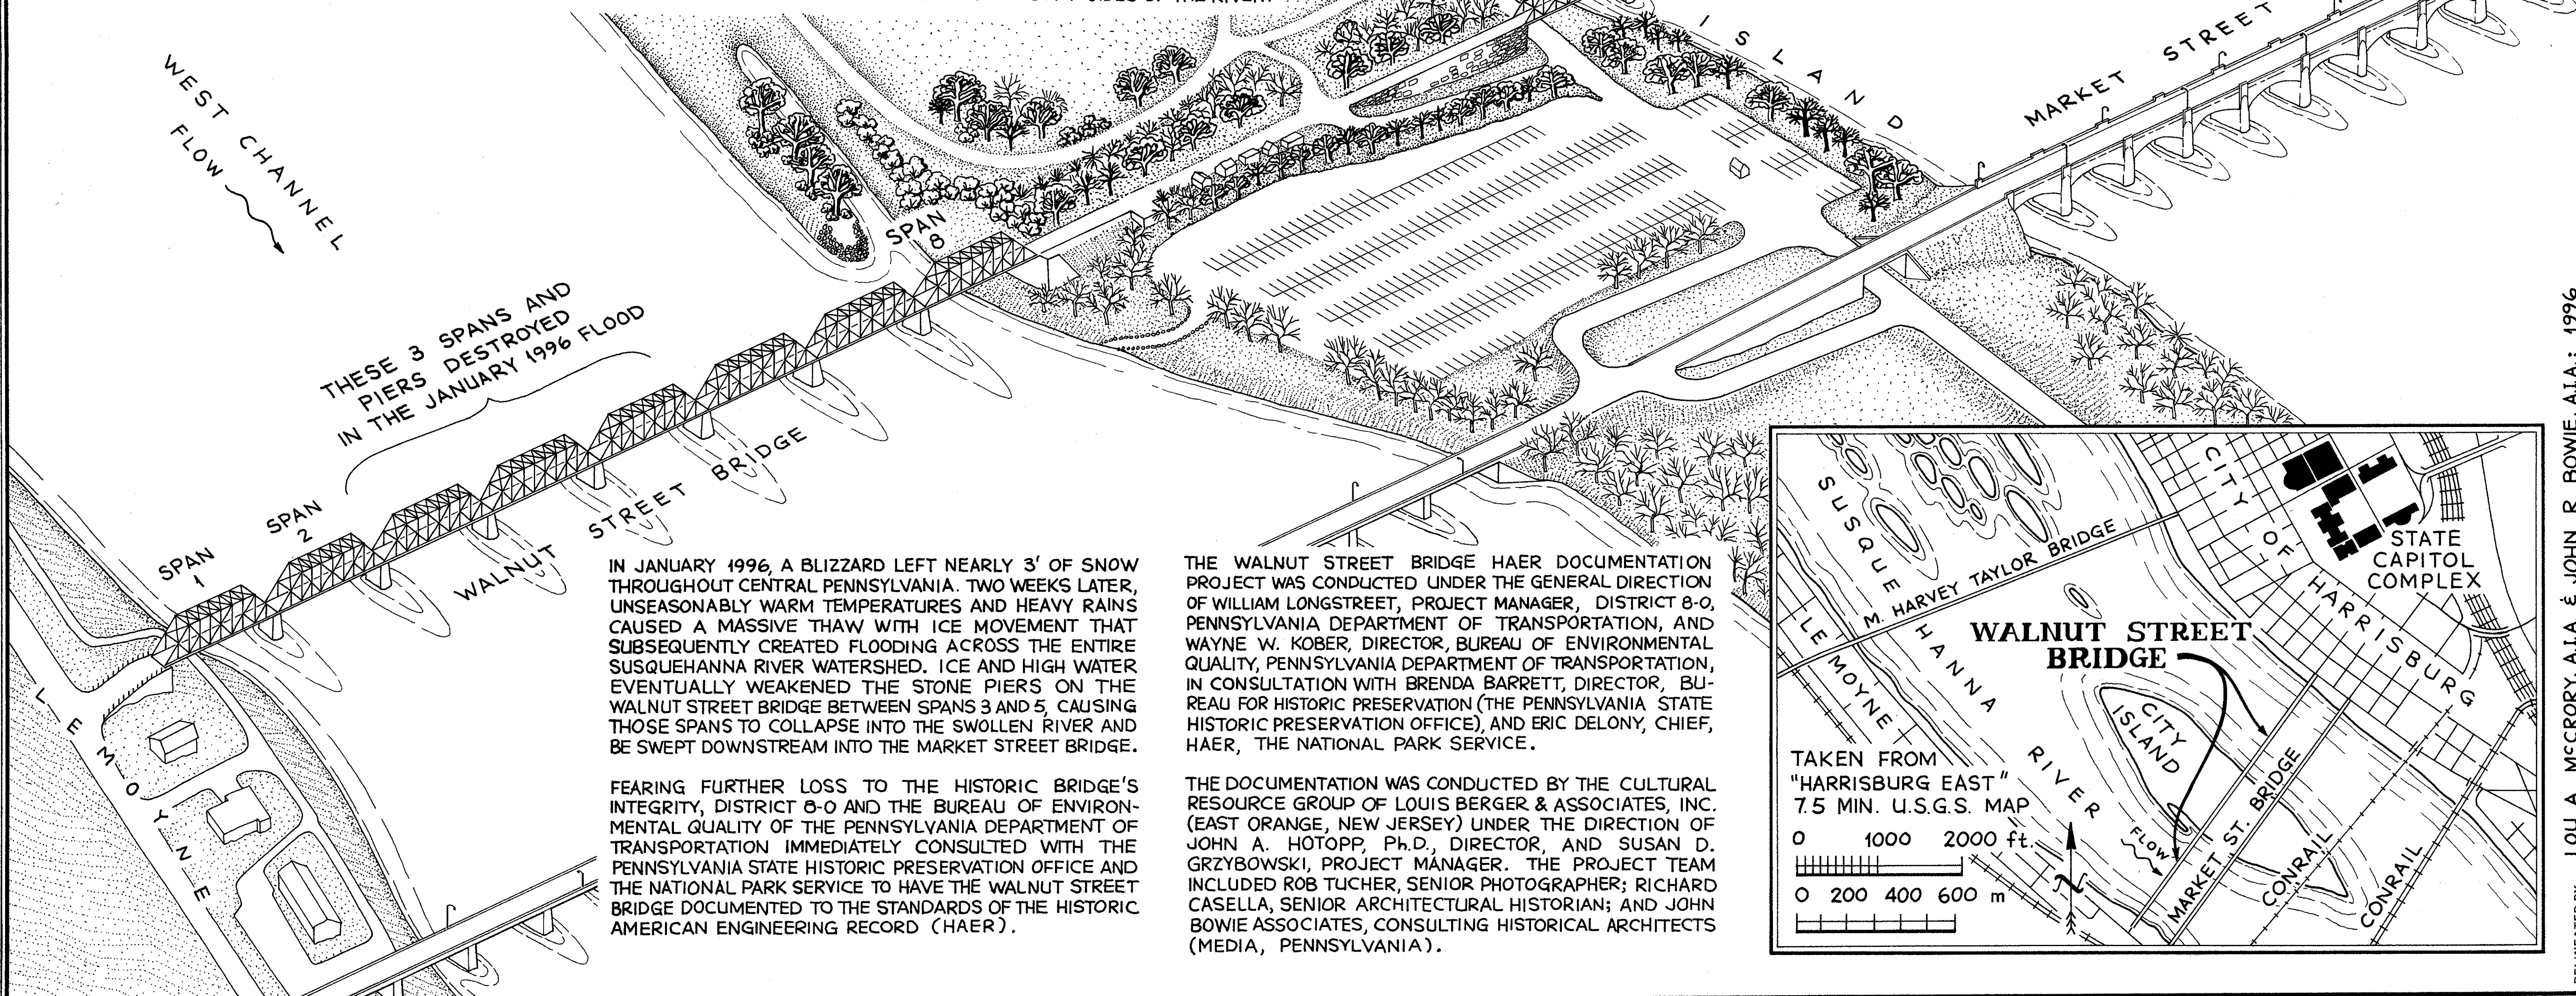 SIDES OF THE RIVER.
WEST CHANNEL
FLOW
ISLAND
MARKET STREET
SPAN
8
THESE 3 SPANS AND
PIERS DESTROYED
IN THE JANUARY 1996 FLOOD
SPAN
2
SPAN
1
WALNUT STREET BRIDGE
LEMOYNE
IN JANUARY 1996, A BLIZZARD LEFT NEARLY 3' OF SNOW
THROUGHOUT CENTRAL PENNSYLVANIA. TWO WEEKS LATER,
UNSEASONABLY WARM TEMPERATURES AND HEAVY RAINS
CAUSED A MASSIVE THAW WITH ICE MOVEMENT THAT
SUBSEQUENTLY CREATED FLOODING ACROSS THE ENTIRE
SUSQUEHANNA RIVER WATERSHED. ICE AND HIGH WATER
EVENTUALLY WEAKENED THE STONE PIERS ON THE
WALNUT STREET BRIDGE BETWEEN SPANS 3 AND 5, CAUSING
THOSE SPANS TO COLLAPSE INTO THE SWOLLEN RIVER AND
BE SWEPT DOWNSTREAM INTO THE MARKET STREET BRIDGE.
FEARING FURTHER LOSS TO THE HISTORIC BRIDGE'S
INTEGRITY, DISTRICT 8-0 AND THE BUREAU OF ENVIRON-
MENTAL QUALITY OF THE PENNSYLVANIA DEPARTMENT OF
TRANSPORTATION IMMEDIATELY CONSULTED WITH THE
PENNSYLVANIA STATE HISTORIC PRESERVATION OFFICE AND
THE NATIONAL PARK SERVICE TO HAVE THE WALNUT STREET
BRIDGE DOCUMENTED TO THE STANDARDS OF THE HISTORIC
AMERICAN ENGINEERING RECORD (HAER).
THE WALNUT STREET BRIDGE HAER DOCUMENTATION
PROJECT WAS CONDUCTED UNDER THE GENERAL DIRECTION
OF WILLIAM LONGSTREET, PROJECT MANAGER, DISTRICT 8-0,
PENNSYLVANIA DEPARTMENT OF TRANSPORTATION, AND
WAYNE W. KOBER, DIRECTOR, BUREAU OF ENVIRONMENTAL
QUALITY, PENNSYLVANIA DEPARTMENT OF TRANSPORTATION,
IN CONSULTATION WITH BRENDA BARRETT, DIRECTOR, BU-
REAU FOR HISTORIC PRESERVATION (THE PENNSYLVANIA STATE
HISTORIC PRESERVATION OFFICE), AND ERIC DELONY, CHIEF,
HAER, THE NATIONAL PARK SERVICE.
THE DOCUMENTATION WAS CONDUCTED BY THE CULTURAL
RESOURCE GROUP OF LOUIS BERGER & ASSOCIATES, INC.
(EAST ORANGE, NEW JERSEY) UNDER THE DIRECTION OF
JOHN A. HOTOPP, Ph.D., DIRECTOR, AND SUSAN D.
GRZYBOWSKI, PROJECT MANAGER. THE PROJECT TEAM
INCLUDED ROB TUCHER, SENIOR PHOTOGRAPHER; RICHARD
CASELLA, SENIOR ARCHITECTURAL HISTORIAN; AND JOHN
BOWIE ASSOCIATES, CONSULTING HISTORICAL ARCHITECTS
(MEDIA, PENNSYLVANIA).
SUSQUEHANNA RIVER
CITY OF HARRISBURG
STATE
CAPITOL
COMPLEX
M. HARVEY TAYLOR BRIDGE
LEMOYNE
WALNUT STREET
BRIDGE
CITY
ISLAND
TAKEN FROM
"HARRISBURG EAST"
7.5 MIN. U.S.G.S. MAP
0 1000 2000 ft.
0 200 400 600 m
N
FLOW
MARKET ST. BRIDGE
CONRAIL
CONRAIL
LOU A. MCCRORY, A.I.A. & JOHN R. BOWIE, A.I.A.; 1996